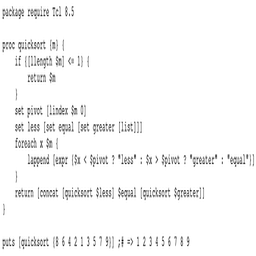 package require Tcl 8.5
proc quicksort {m} {
if {[llength $m] <= 1} {
return $m
}
set pivot [lindex $m 0]
set less [set equal [set greater [list]]]
foreach x $m {
lappend [expr {$x < $pivot ? "less" : $x > $pivot ? "greater" : "equal"}] $x
}
return [concat [quicksort $less] $equal [quicksort $greater]]
}
puts [quicksort {8 6 4 2 1 3 5 7 9}] ;# => 1 2 3 4 5 6 7 8 9